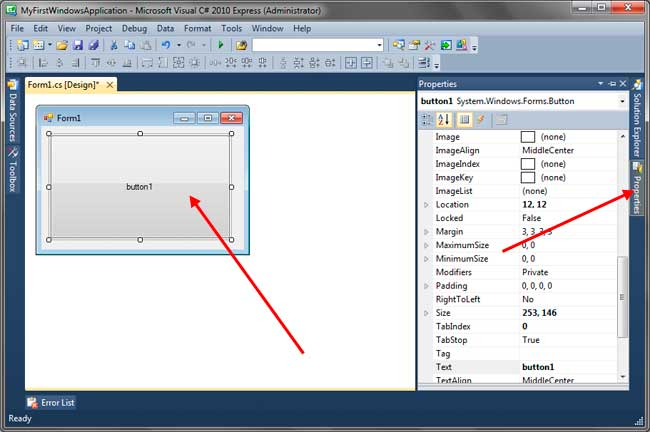 MyFirstWindowsApplication - Microsoft Visual C# 2010 Express (Administrator)
File Edit View Project Debug Data Format Tools Window Help
Form1.cs [Design]*
Data Sources
Toolbox
Form1
button1
Properties
button1 System.Windows.Forms.Button
Image (none)
ImageAlign MiddleCenter
ImageIndex (none)
ImageKey (none)
ImageList (none)
Location 12, 12
Locked False
Margin 3, 3, 3, 3
MaximumSize 0, 0
MinimumSize 0, 0
Modifiers Private
Padding 0, 0, 0, 0
RightToLeft No
Size 253, 146
TabIndex 0
TabStop True
Tag
Text button1
TextAlign MiddleCenter
Solution Explorer
Properties
Error List
Ready